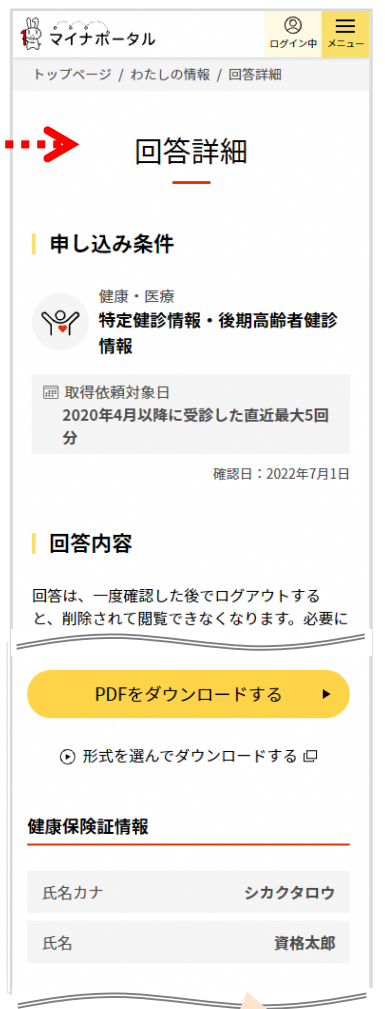 マイナポータル
ログイン中
メニュー
トップページ / わたしの情報 / 回答詳細
回答詳細
申し込み条件
健康・医療
特定健診情報・後期高齢者健診
情報
取得依頼対象日
2020年4月以降に受診した直近最大5回
分
確認日：2022年7月1日
回答内容
回答は、一度確認した後でログアウトする
と、削除されて閲覧できなくなります。必要に
PDFをダウンロードする
形式を選んでダウンロードする
健康保険証情報
氏名カナ シカクタロウ
氏名 資格太郎